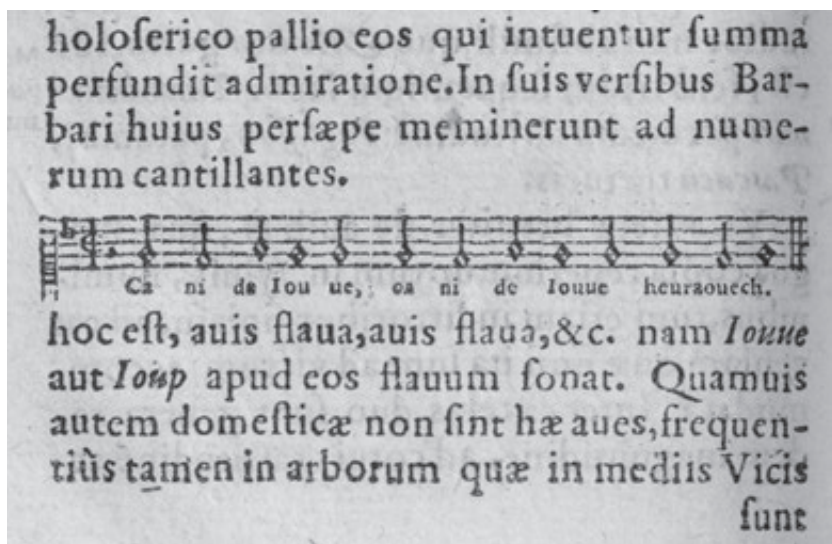 holoſerico pallio eos qui intuentur ſumma
perfundit admiratione. In ſuis verſibus Bar-
bari huius perſæpe meminerunt ad nume-
rum cantillantes.
Ca ni de Iou ue, ca ni de Iouue heuraouech.
hoc eſt, auis flaua, auis flaua, &c. nam Iouue
aut Ioup apud eos flauum ſonat. Quamuis
autem domeſticæ non ſint hæ aues, frequen-
tiùs tamen in arborum quæ in mediis Vicis
ſunt